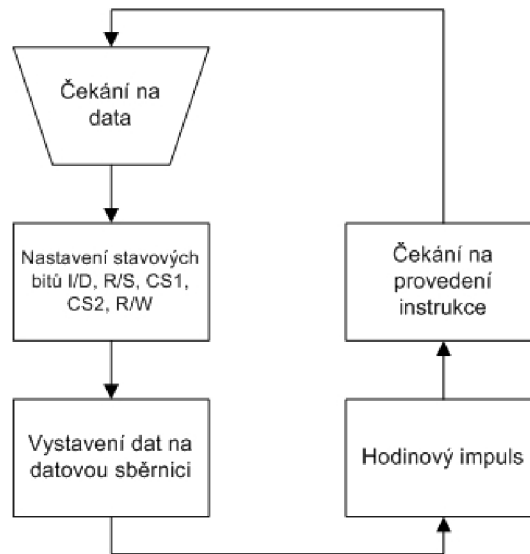 Čekání na
data
Nastavení stavových
bitů I/D, R/S, CS1,
CS2, R/W
Vystavení dat na
datovou sběrnici
Hodinový impuls
Čekání na
provedení
instrukce